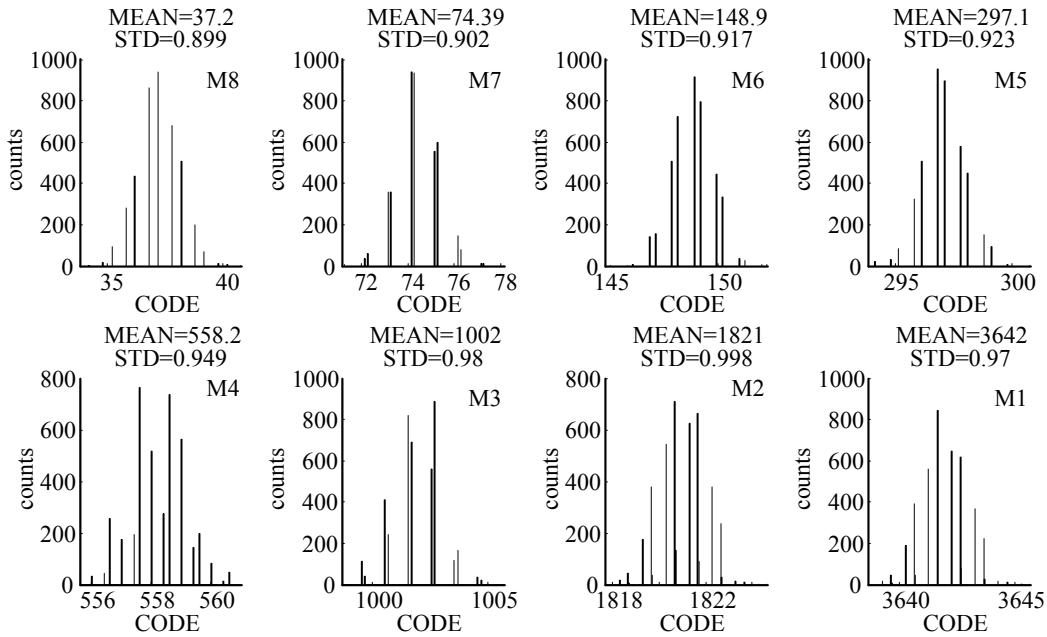 MEAN=37.2 MEAN=74.39 MEAN=148.9 MEAN=297.1
STD=0.899 STD=0.902 STD=0.917 STD=0.923
1000 1000 1000 1000
M8 M7 M6 M5
800 800 800 800
600 600 600 600
counts counts counts counts
400 400 400 400
200 200 200 200
0 0 0 0
35 40 72 74 76 78 145 150 295 300
CODE CODE CODE CODE
MEAN=558.2 MEAN=1002 MEAN=1821 MEAN=3642
STD=0.949 STD=0.98 STD=0.998 STD=0.97
800 1000 800 1000
M4 M3 M2 M1
800 800
600 600
600 600
counts counts counts counts
400 400
400 400
200 200 200 200
0 0 0 0
556 558 560 1000 1005 1818 1822 3640 3645
CODE CODE CODE CODE